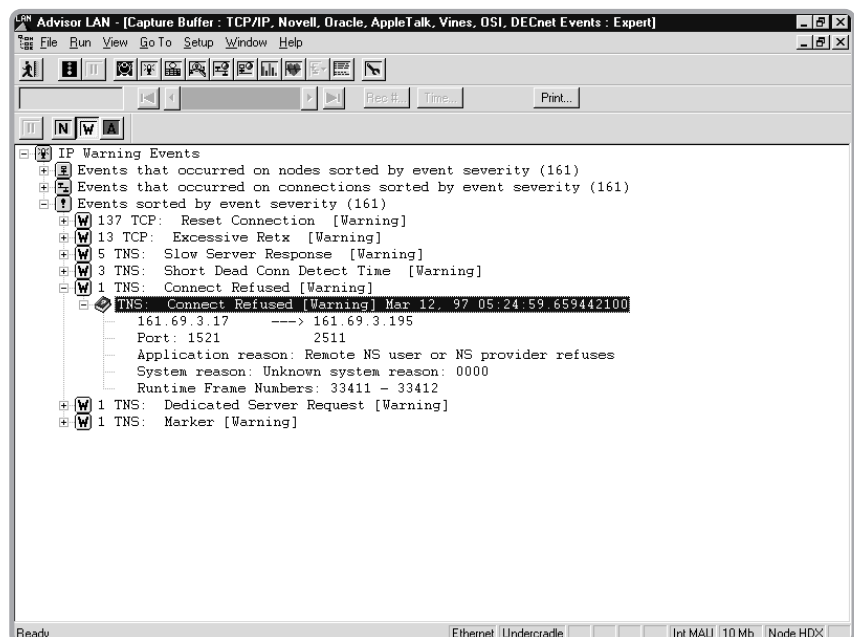 Advisor LAN - [Capture Buffer : TCP/IP, Novell, Oracle, AppleTalk, Vines, OSI, DECnet Events : Expert]
File Run View Go To Setup Window Help
Rec #... Time... Print...
N W A
IP Warning Events
Events that occurred on nodes sorted by event severity (161)
Events that occurred on connections sorted by event severity (161)
Events sorted by event severity (161)
W 137 TCP: Reset Connection [Warning]
W 13 TCP: Excessive Retx [Warning]
W 5 TNS: Slow Server Response [Warning]
W 3 TNS: Short Dead Conn Detect Time [Warning]
W 1 TNS: Connect Refused [Warning]
TNS: Connect Refused [Warning] Mar 12, 97 05:24:59.659442100
161.69.3.17 ---> 161.69.3.195
Port: 1521 2511
Application reason: Remote NS user or NS provider refuses
System reason: Unknown system reason: 0000
Runtime Frame Numbers: 33411 - 33412
W 1 TNS: Dedicated Server Request [Warning]
W 1 TNS: Marker [Warning]
Ready Ethernet Undercradle Int MAU 10 Mb Node HDX